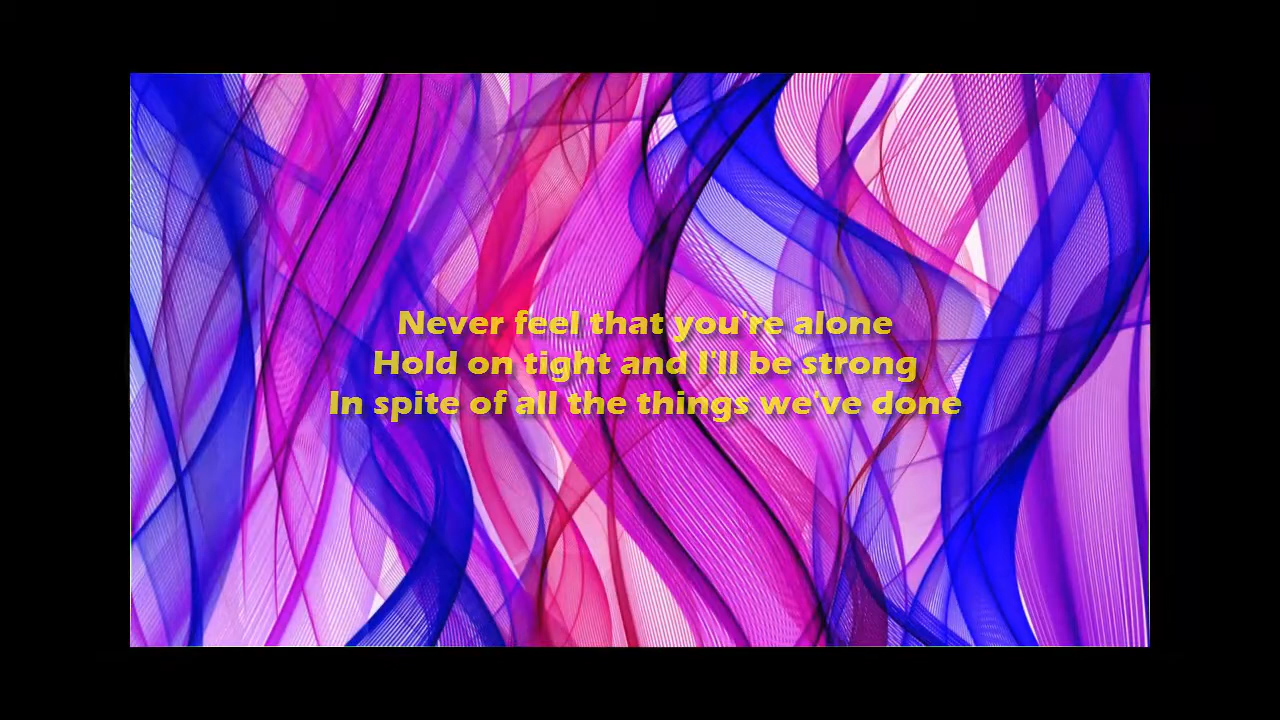 Never feel that you're alone
Hold on tight and I'll be strong
In spite of all the things we've done